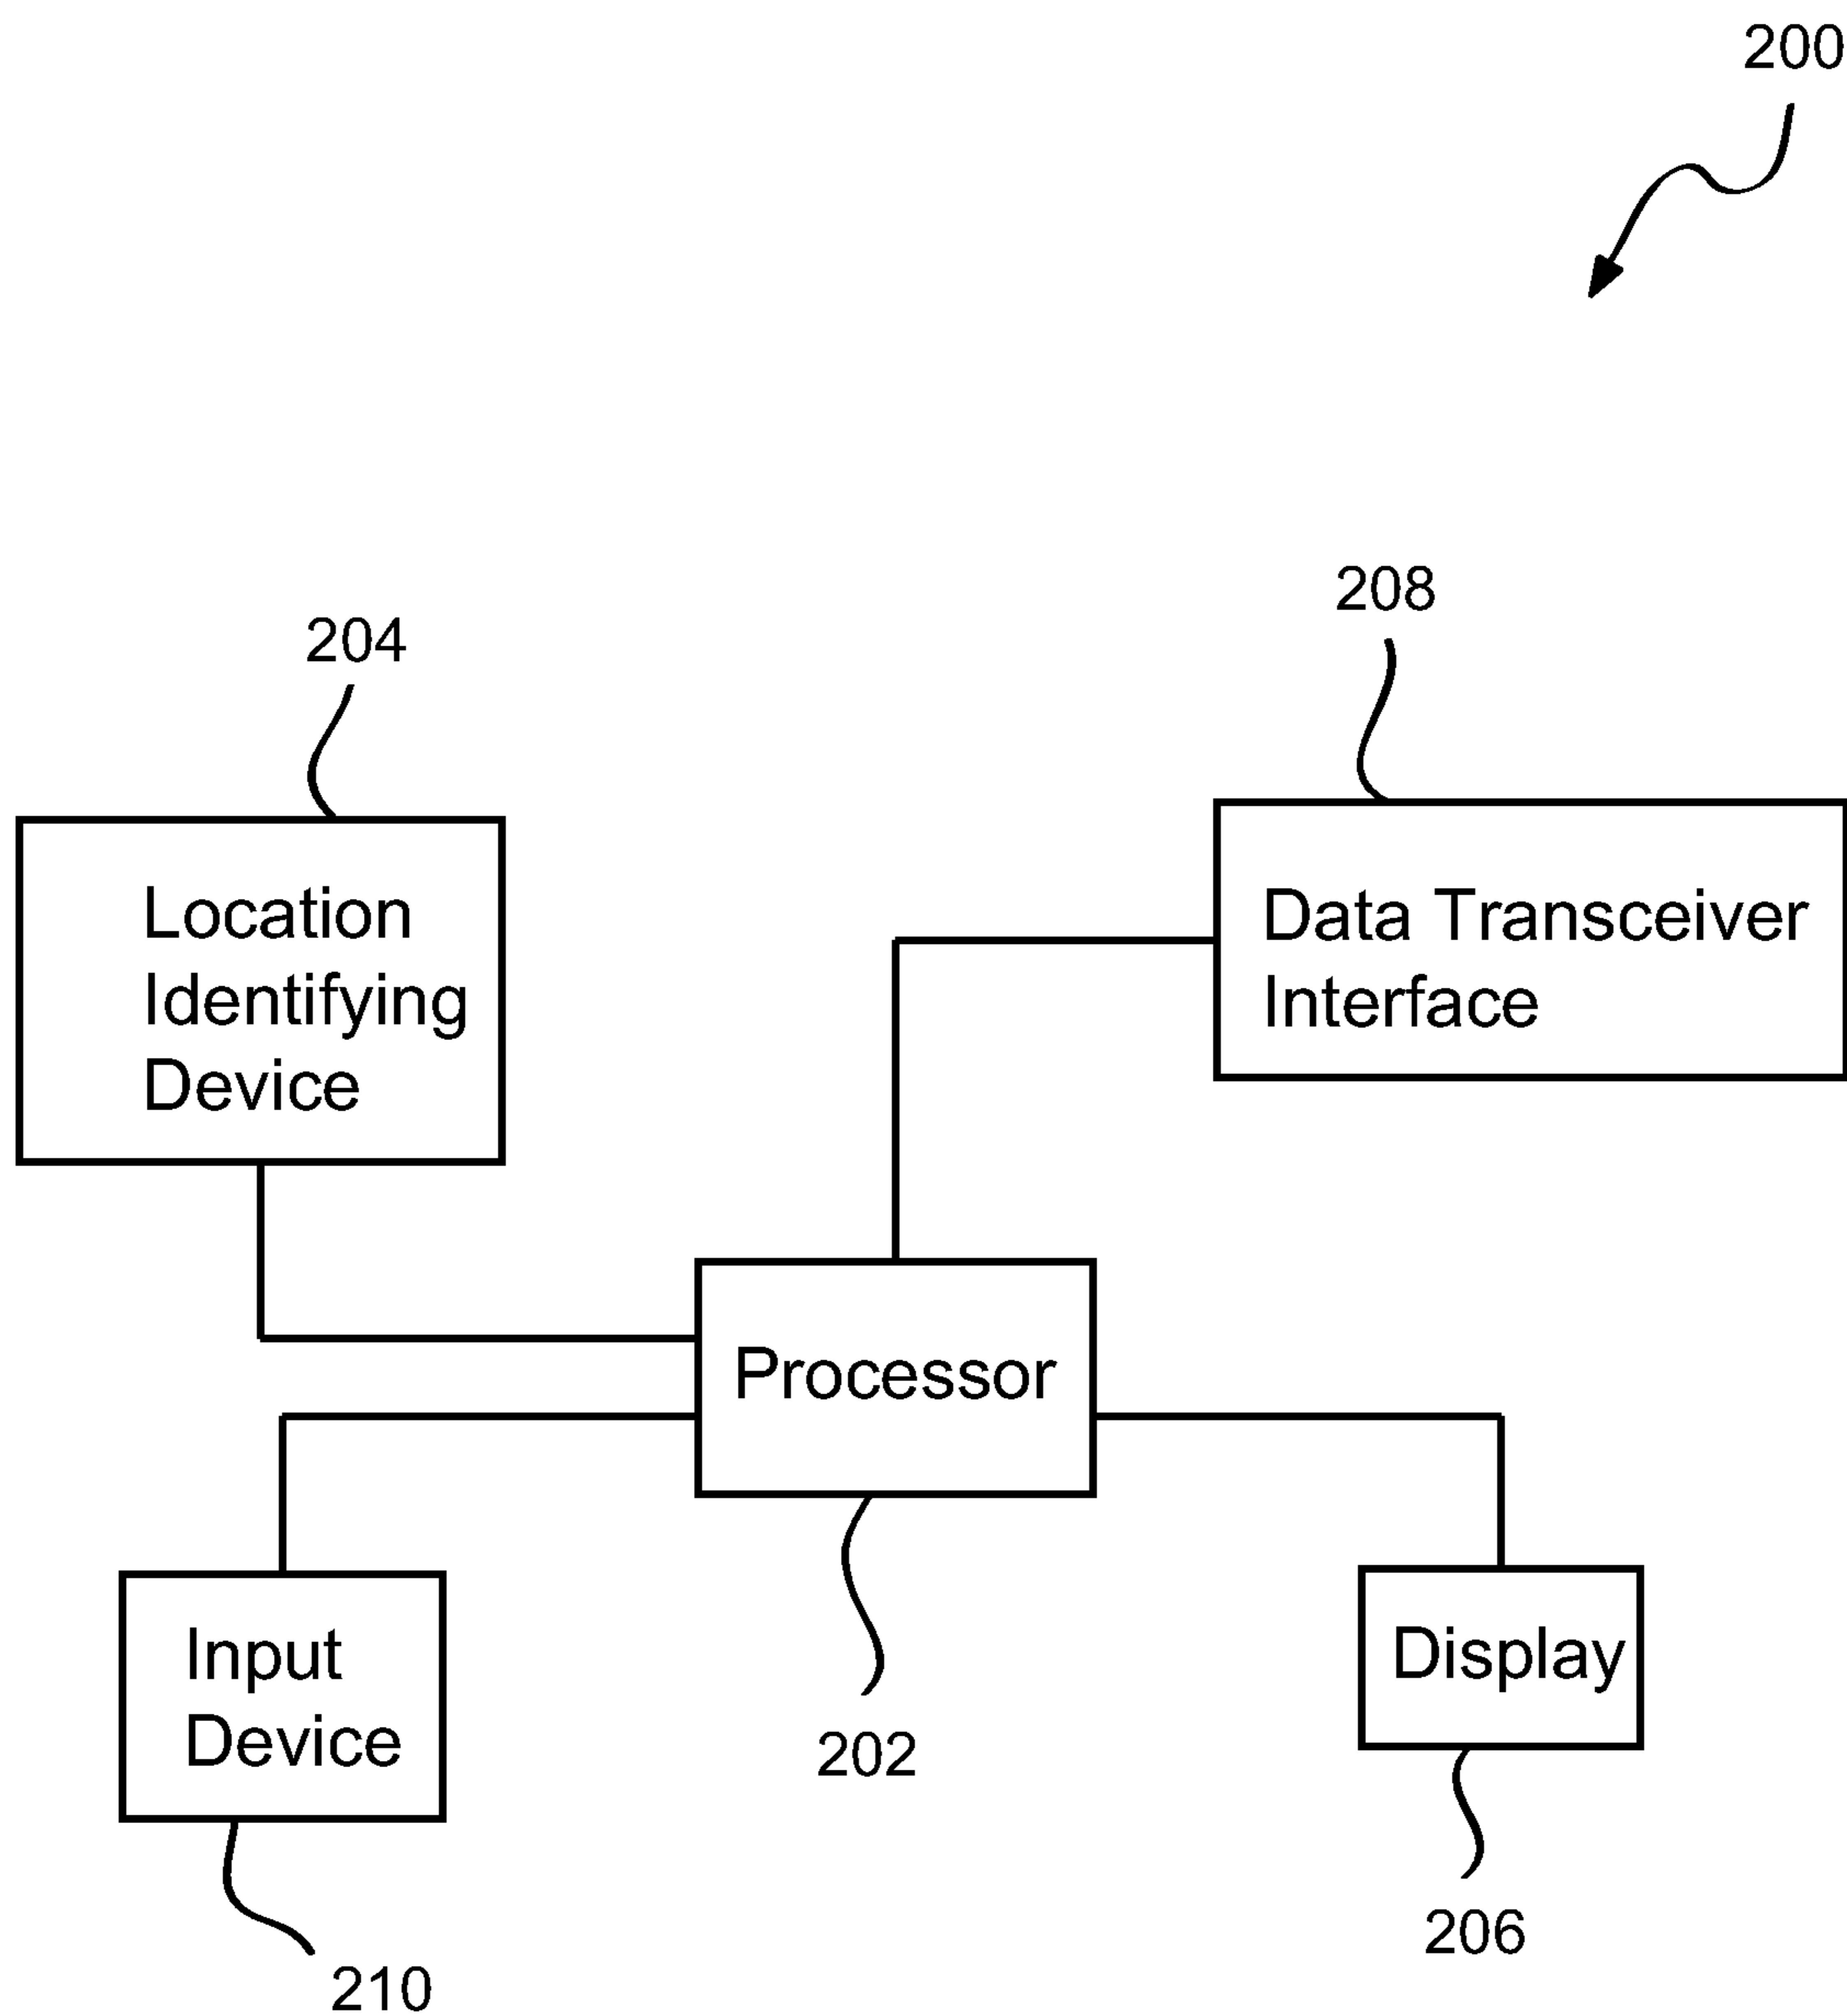 200
208
204
Location
Identifying
Device
Data Transceiver
Interface
Processor
Input
Device
Display
202
206
210